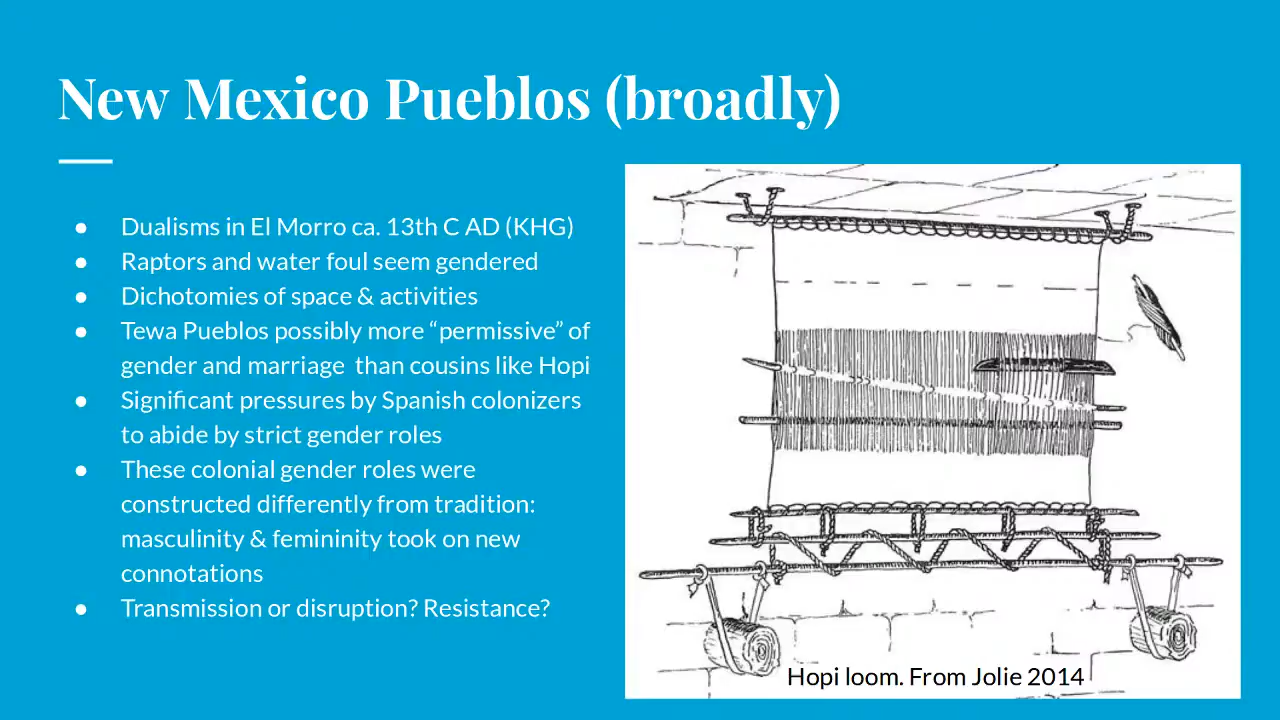 New Mexico Pueblos (broadly)
● Dualisms in El Morro ca. 13th C AD (KHG)
● Raptors and water foul seem gendered
● Dichotomies of space & activities
● Tewa Pueblos possibly more “permissive” of
gender and marriage  than cousins like Hopi
● Significant pressures by Spanish colonizers
to abide by strict gender roles
● These colonial gender roles were
constructed differently from tradition:
masculinity & femininity took on new
connotations
● Transmission or disruption? Resistance?
Hopi loom. From Jolie 2014